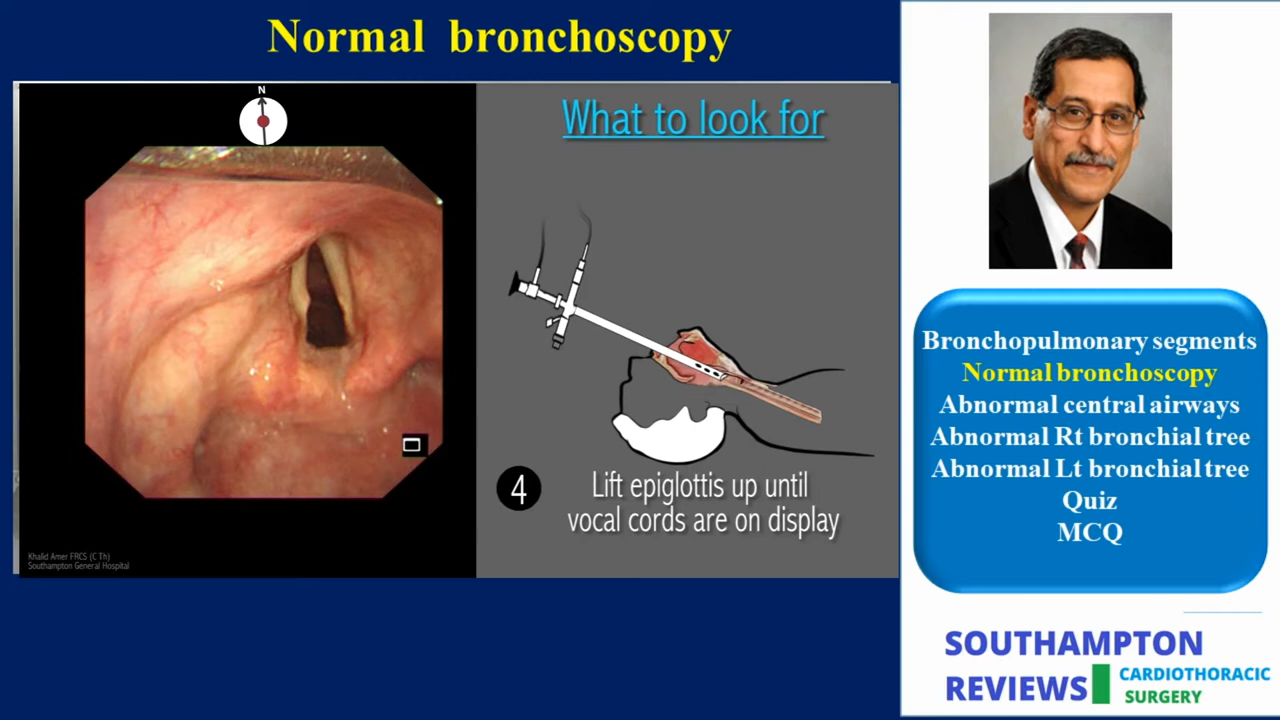 Normal bronchoscopy
N
What to look for
4
Lift epiglottis up until
vocal cords are on display
Khalid Amer FRCS (C Th)
Southampton General Hospital
Bronchopulmonary segments
Normal bronchoscopy
Abnormal central airways
Abnormal Rt bronchial tree
Abnormal Lt bronchial tree
Quiz
MCQ
SOUTHAMPTON
REVIEWS
CARDIOTHORACIC
SURGERY